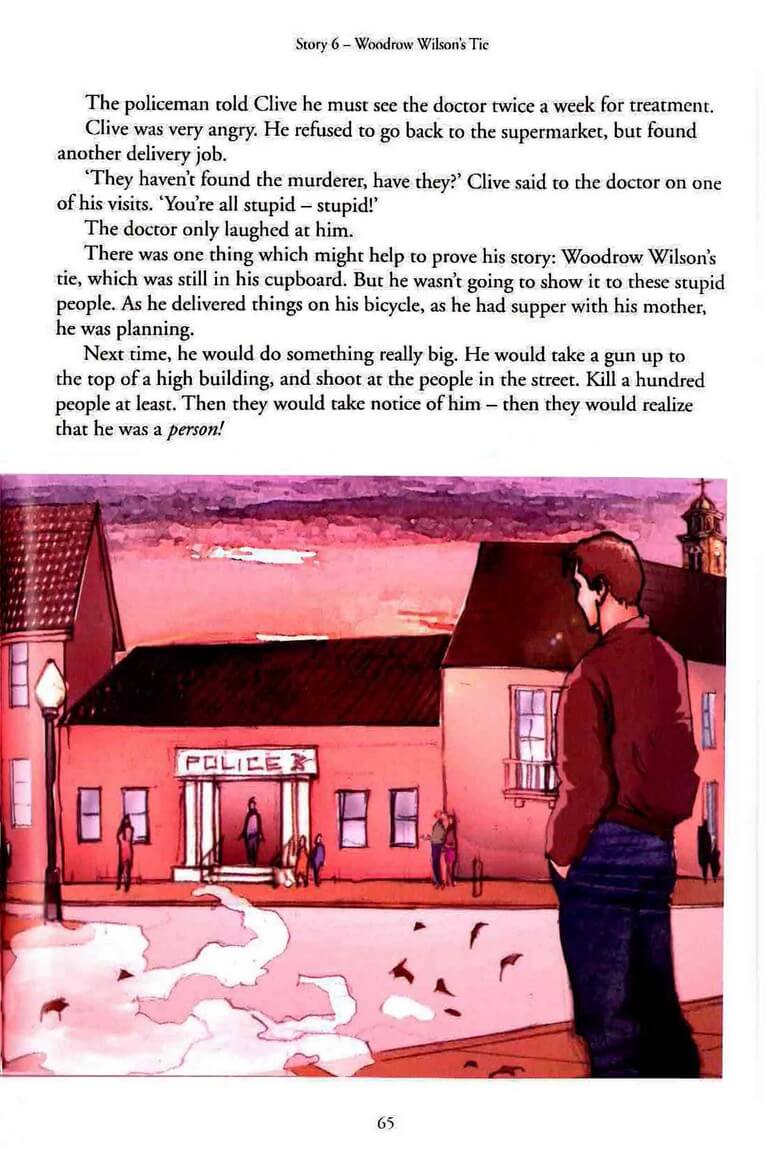 Story 6 – Woodrow Wilson's Tie
The policeman told Clive he must see the doctor twice a week for treatment.
Clive was very angry. He refused to go back to the supermarket, but found
another delivery job.
‘They haven't found the murderer, have they?’ Clive said to the doctor on one
of his visits. ‘You're all stupid – stupid!’
The doctor only laughed at him.
There was one thing which might help to prove his story: Woodrow Wilson's
tie, which was still in his cupboard. But he wasn't going to show it to these stupid
people. As he delivered things on his bicycle, as he had supper with his mother,
he was planning.
Next time, he would do something really big. He would take a gun up to
the top of a high building, and shoot at the people in the street. Kill a hundred
people at least. Then they would take notice of him – then they would realize
that he was a person!
POLICE
65